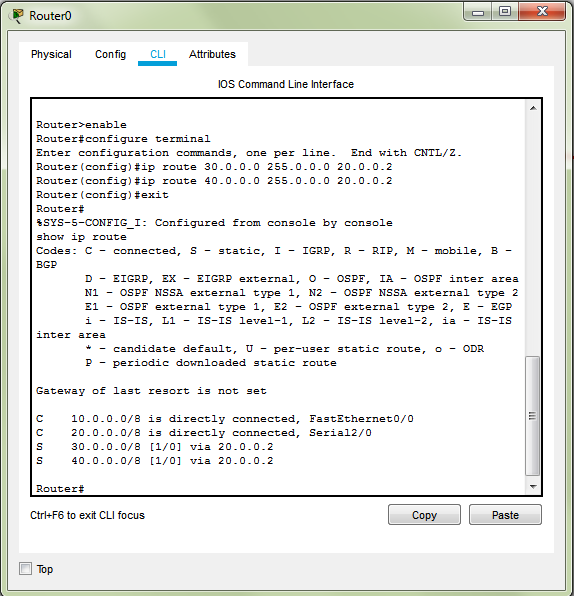 Router0
Physical Config CLI Attributes
IOS Command Line Interface
Router>enable
Router#configure terminal
Enter configuration commands, one per line.  End with CNTL/Z.
Router(config)#ip route 30.0.0.0 255.0.0.0 20.0.0.2
Router(config)#ip route 40.0.0.0 255.0.0.0 20.0.0.2
Router(config)#exit
Router#
%SYS-5-CONFIG_I: Configured from console by console
show ip route
Codes: C - connected, S - static, I - IGRP, R - RIP, M - mobile, B -
BGP
       D - EIGRP, EX - EIGRP external, O - OSPF, IA - OSPF inter area
       N1 - OSPF NSSA external type 1, N2 - OSPF NSSA external type 2
       E1 - OSPF external type 1, E2 - OSPF external type 2, E - EGP
       i - IS-IS, L1 - IS-IS level-1, L2 - IS-IS level-2, ia - IS-IS
inter area
       * - candidate default, U - per-user static route, o - ODR
       P - periodic downloaded static route
Gateway of last resort is not set
C    10.0.0.0/8 is directly connected, FastEthernet0/0
C    20.0.0.0/8 is directly connected, Serial2/0
S    30.0.0.0/8 [1/0] via 20.0.0.2
S    40.0.0.0/8 [1/0] via 20.0.0.2
Router#
Ctrl+F6 to exit CLI focus Copy Paste
Top